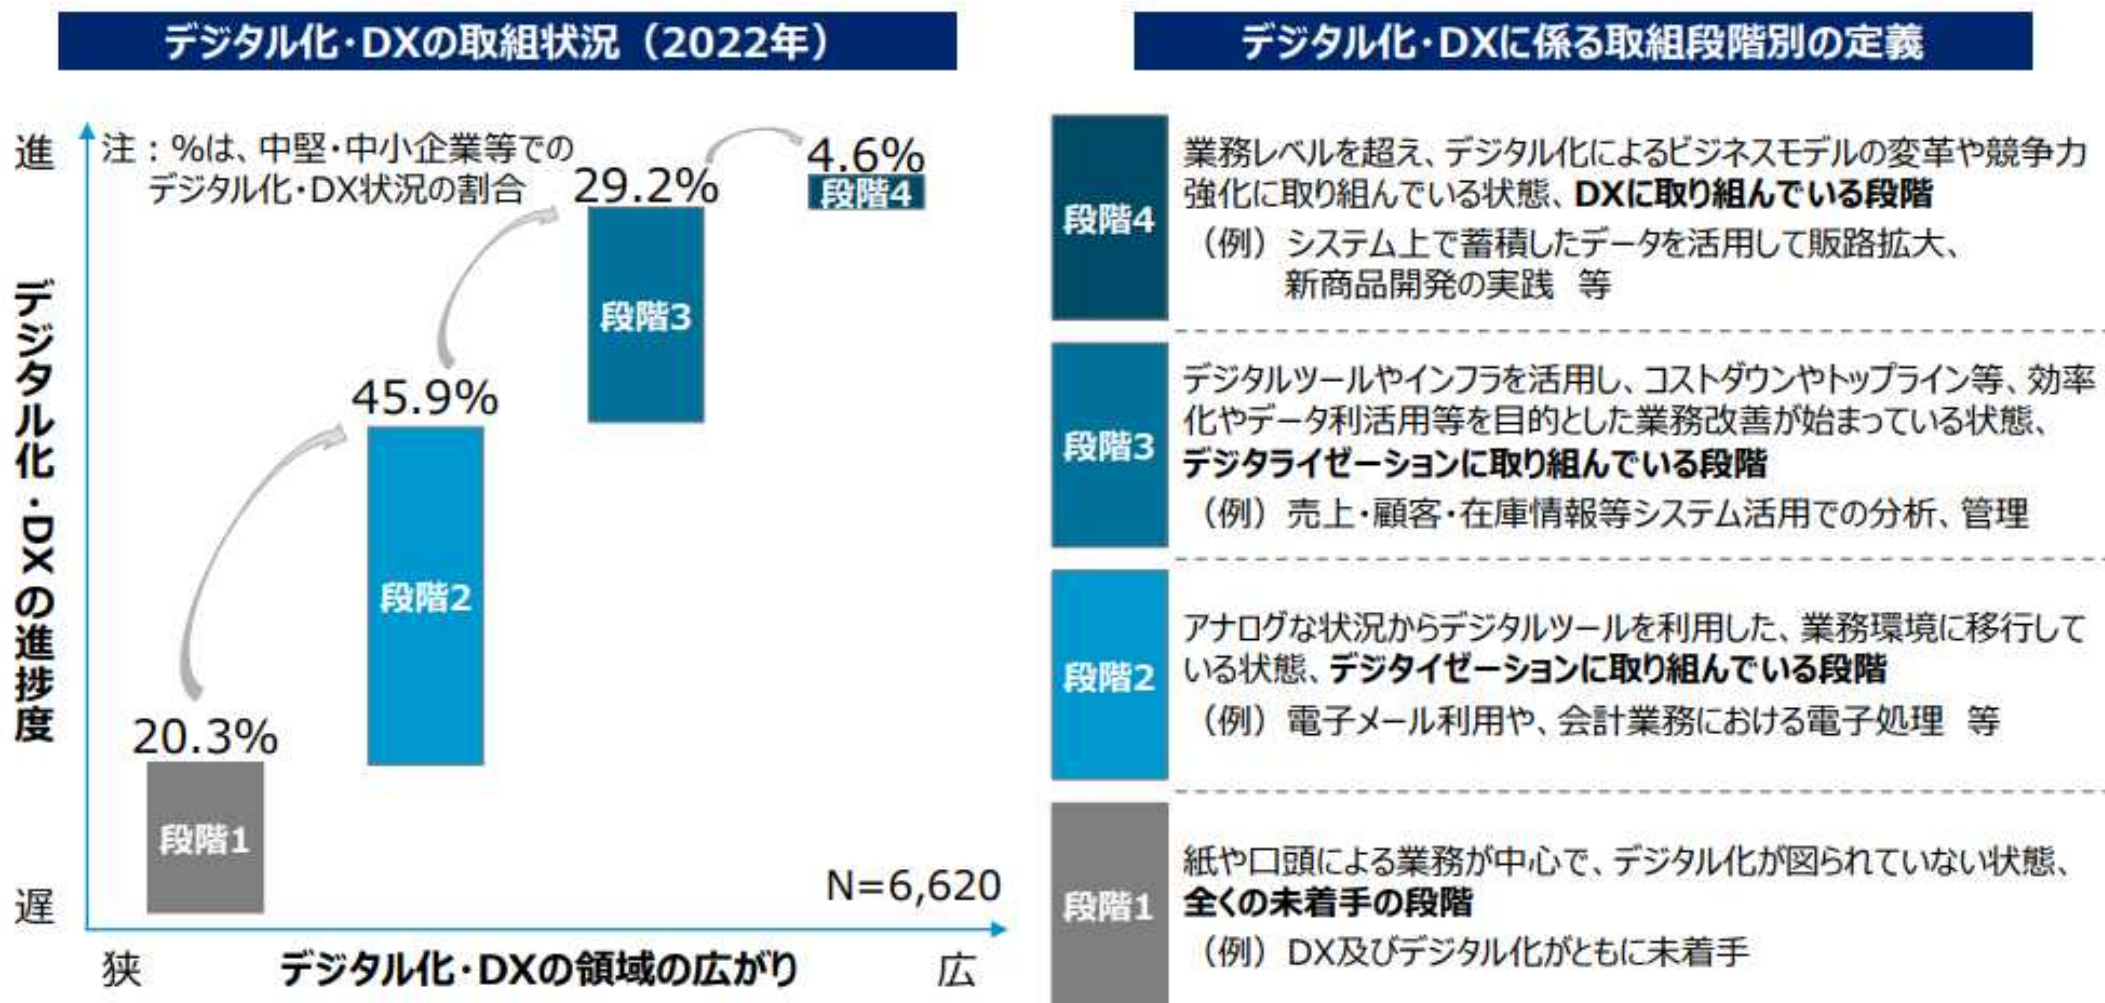 デジタル化・DXの取組状況（2022年）
進
注：%は、中堅・中小企業等での
デジタル化・DX状況の割合
デジタル化・DXの進捗度
遅
20.3%
段階1
45.9%
段階2
29.2%
段階3
4.6%
段階4
N=6,620
狭
デジタル化・DXの領域の広がり
広
デジタル化・DXに係る取組段階別の定義
段階4
業務レベルを超え、デジタル化によるビジネスモデルの変革や競争力
強化に取り組んでいる状態、DXに取り組んでいる段階
（例）システム上で蓄積したデータを活用して販路拡大、
新商品開発の実践　等
段階3
デジタルツールやインフラを活用し、コストダウンやトップライン等、効率
化やデータ利活用等を目的とした業務改善が始まっている状態、
デジタライゼーションに取り組んでいる段階
（例）売上・顧客・在庫情報等システム活用での分析、管理
段階2
アナログな状況からデジタルツールを利用した、業務環境に移行して
いる状態、デジタイゼーションに取り組んでいる段階
（例）電子メール利用や、会計業務における電子処理　等
段階1
紙や口頭による業務が中心で、デジタル化が図られていない状態、
全くの未着手の段階
（例）DX及びデジタル化がともに未着手